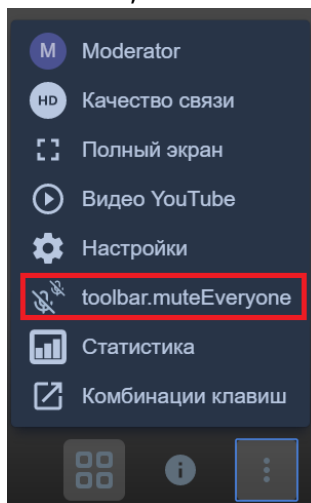 M Moderator
HD Качество связи
Полный экран
Видео YouTube
Настройки
toolbar.muteEveryone
Статистика
Комбинации клавиш